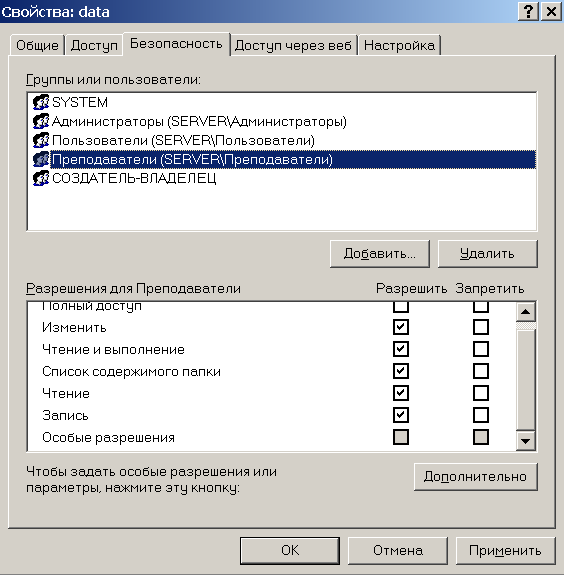 Свойства: data
Общие Доступ Безопасность Доступ через веб Настройка
Группы или пользователи:
SYSTEM
Администраторы (SERVER\Администраторы)
Пользователи (SERVER\Пользователи)
Преподаватели (SERVER\Преподаватели)
СОЗДАТЕЛЬ-ВЛАДЕЛЕЦ
Добавить... Удалить
Разрешения для Преподаватели Разрешить Запретить
Полный доступ
Изменить
Чтение и выполнение
Список содержимого папки
Чтение
Запись
Особые разрешения
Чтобы задать особые разрешения или
параметры, нажмите эту кнопку:
Дополнительно
OK Отмена Применить